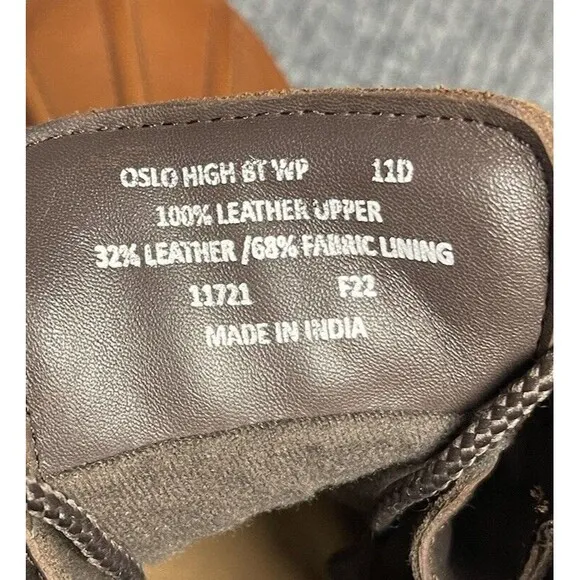 OSLO HIGH BT WP 11D
100% LEATHER UPPER
32% LEATHER /68% FABRIC LINING
11721 F22
MADE IN INDIA